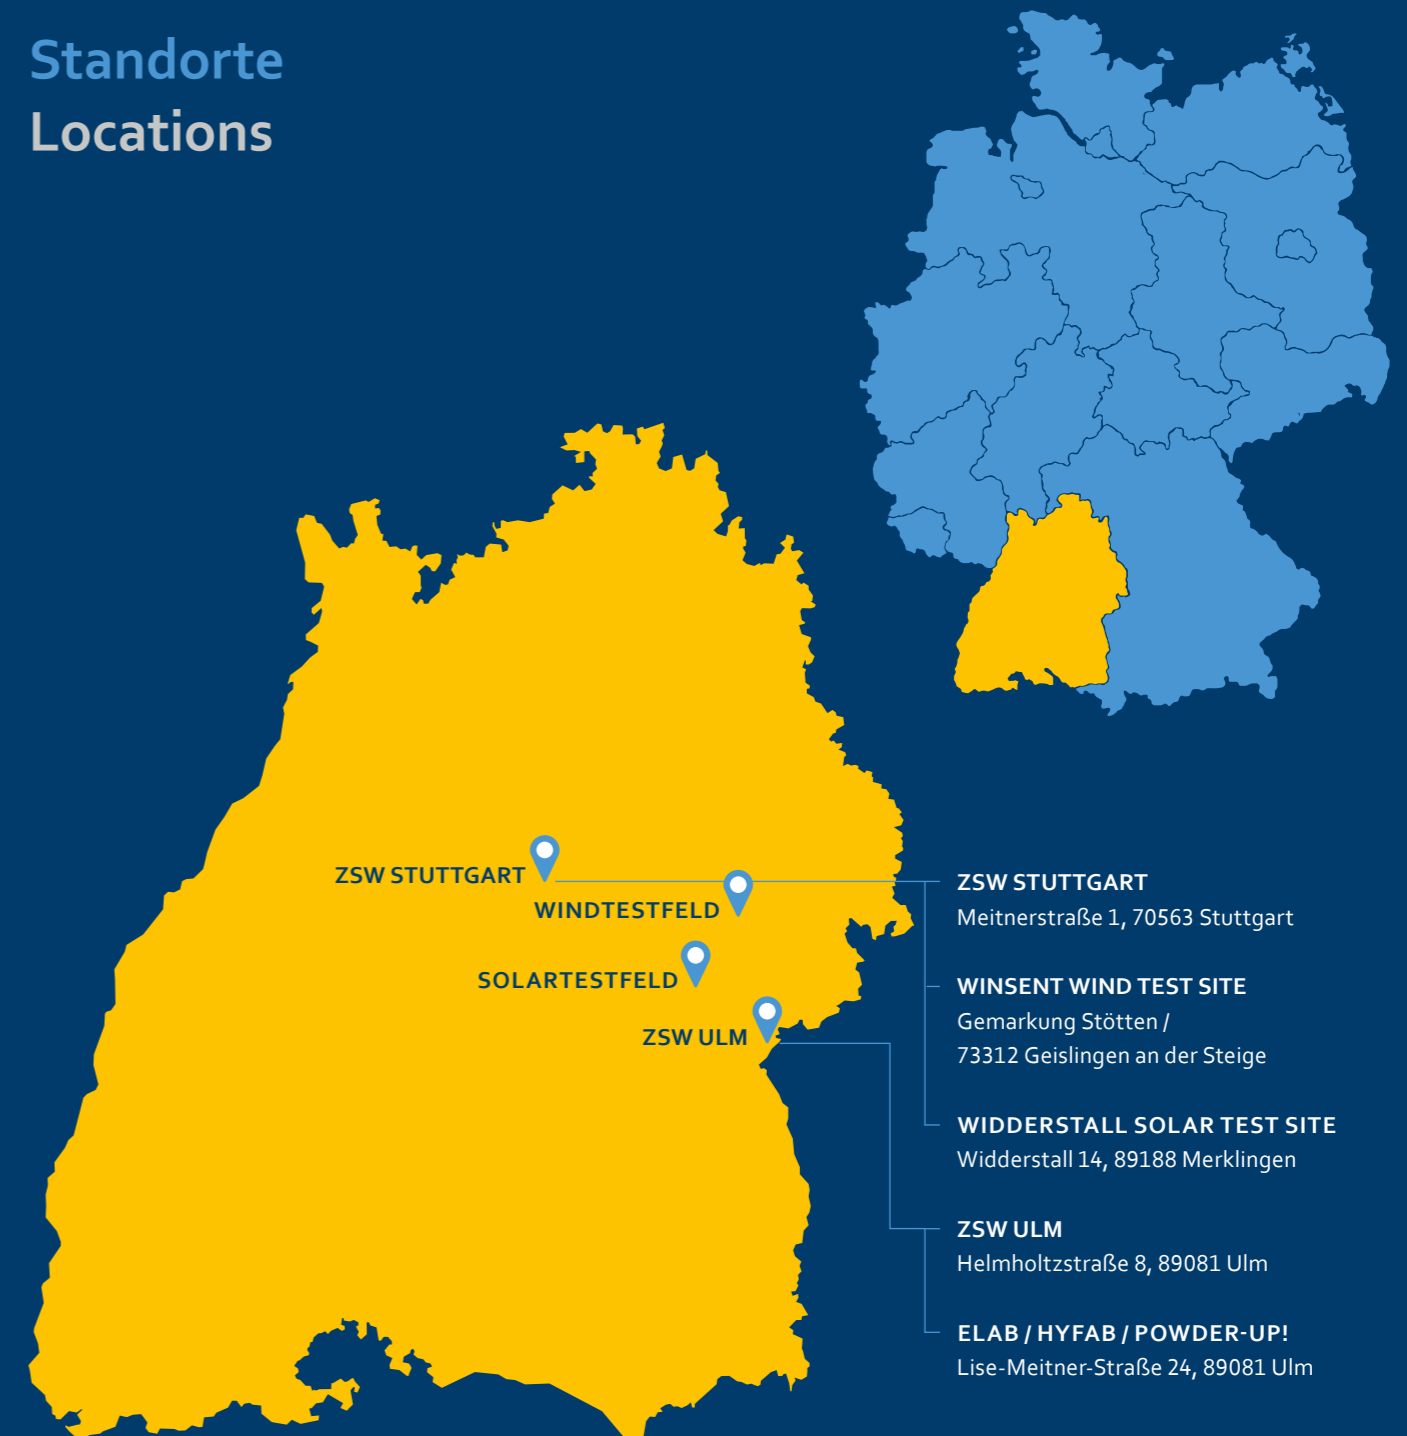 Standorte
Locations
ZSW STUTTGART
WINDTESTFELD
SOLARTESTFELD
ZSW ULM
ZSW STUTTGART
Meitnerstraße 1, 70563 Stuttgart
WINSENT WIND TEST SITE
Gemarkung Stötten /
73312 Geislingen an der Steige
WIDDERSTALL SOLAR TEST SITE
Widderstall 14, 89188 Merklingen
ZSW ULM
Helmholtzstraße 8, 89081 Ulm
ELAB / HYFAB / POWDER-UP!
Lise-Meitner-Straße 24, 89081 Ulm